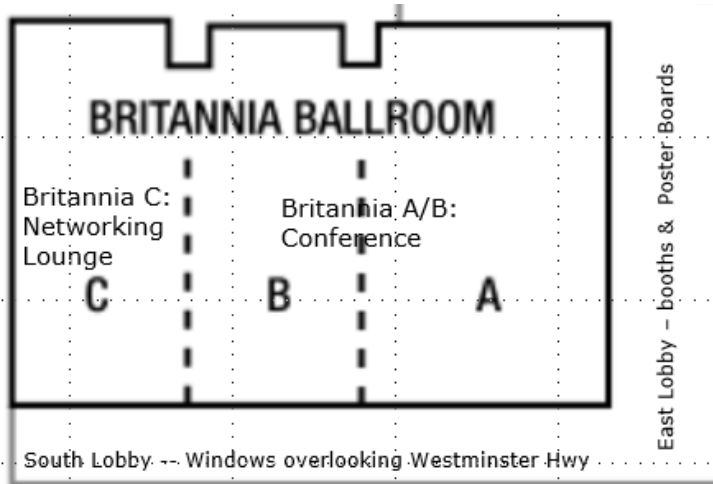 BRITANNIA BALLROOM
Britannia C:
Networking
Lounge
Britannia A/B:
Conference
C
B
A
East Lobby – booths & Poster Boards
South Lobby -- Windows overlooking Westminster Hwy